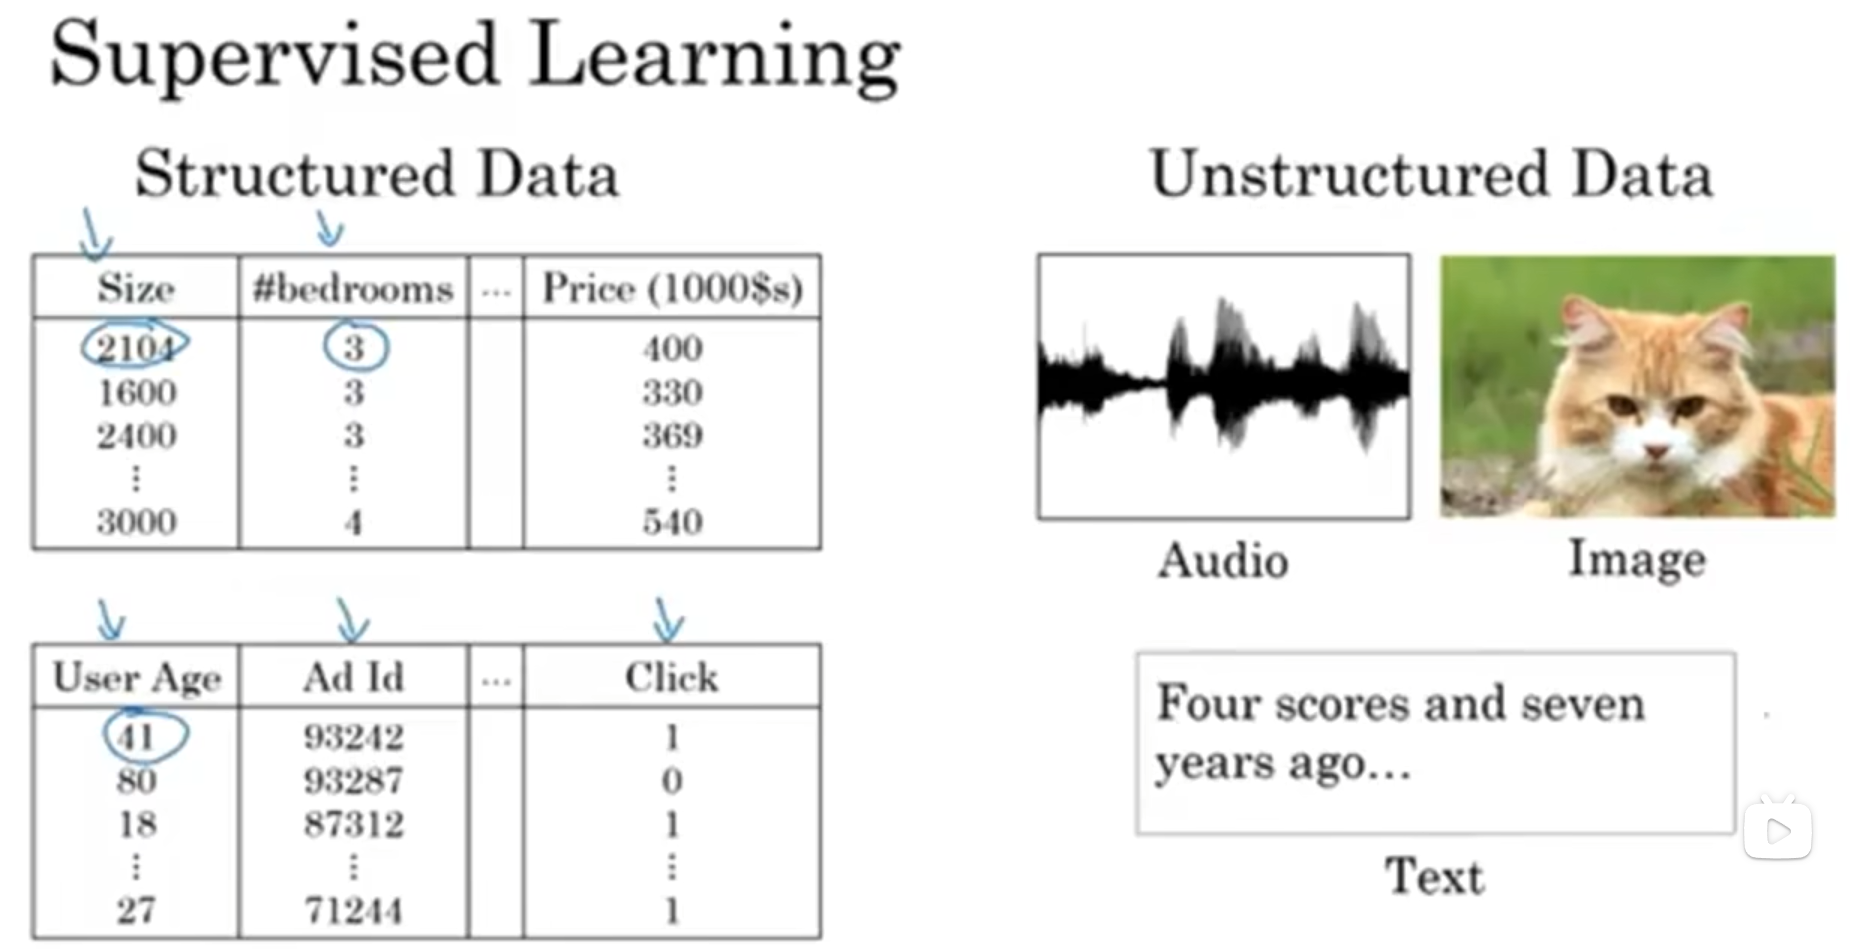 Supervised Learning
Structured Data
Size #bedrooms ... Price (1000$s)
2104 3 400
1600 3 330
2400 3 369
⋮ ⋮ ⋮
3000 4 540
User Age Ad Id ... Click
41 93242 1
80 93287 0
18 87312 1
⋮ ⋮ ⋮
27 71244 1
Unstructured Data
Audio
Image
Four scores and seven
years ago...
Text